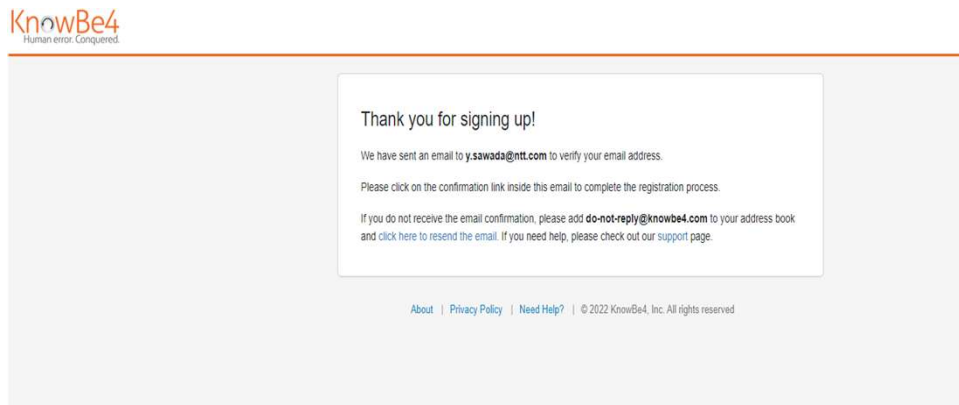 KnowBe4
Human error. Conquered.
Thank you for signing up!
We have sent an email to y.sawada@ntt.com to verify your email address.
Please click on the confirmation link inside this email to complete the registration process.
If you do not receive the email confirmation, please add do-not-reply@knowbe4.com to your address book
and click here to resend the email. If you need help, please check out our support page.
About | Privacy Policy | Need Help? | © 2022 KnowBe4, Inc. All rights reserved